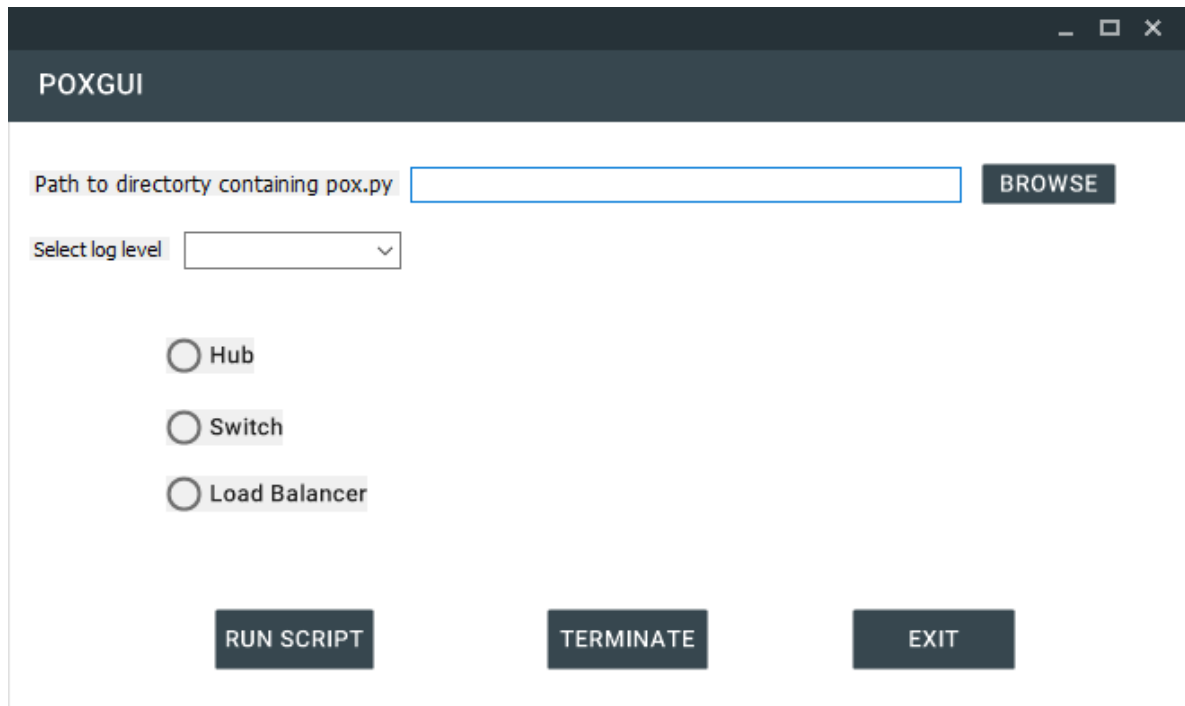 POXGUI
Path to directorty containing pox.py
BROWSE
Select log level
Hub
Switch
Load Balancer
RUN SCRIPT
TERMINATE
EXIT